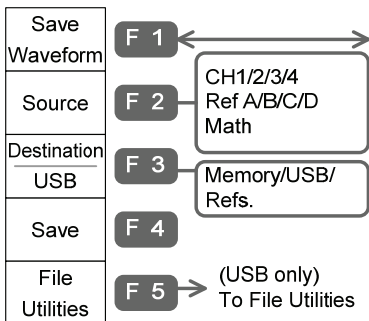 Save
Waveform
F 1
Source
F 2
CH1/2/3/4
Ref A/B/C/D
Math
Destination
USB
F 3
Memory/USB/
Refs.
Save
F 4
File
Utilities
F 5
(USB only)
To File Utilities